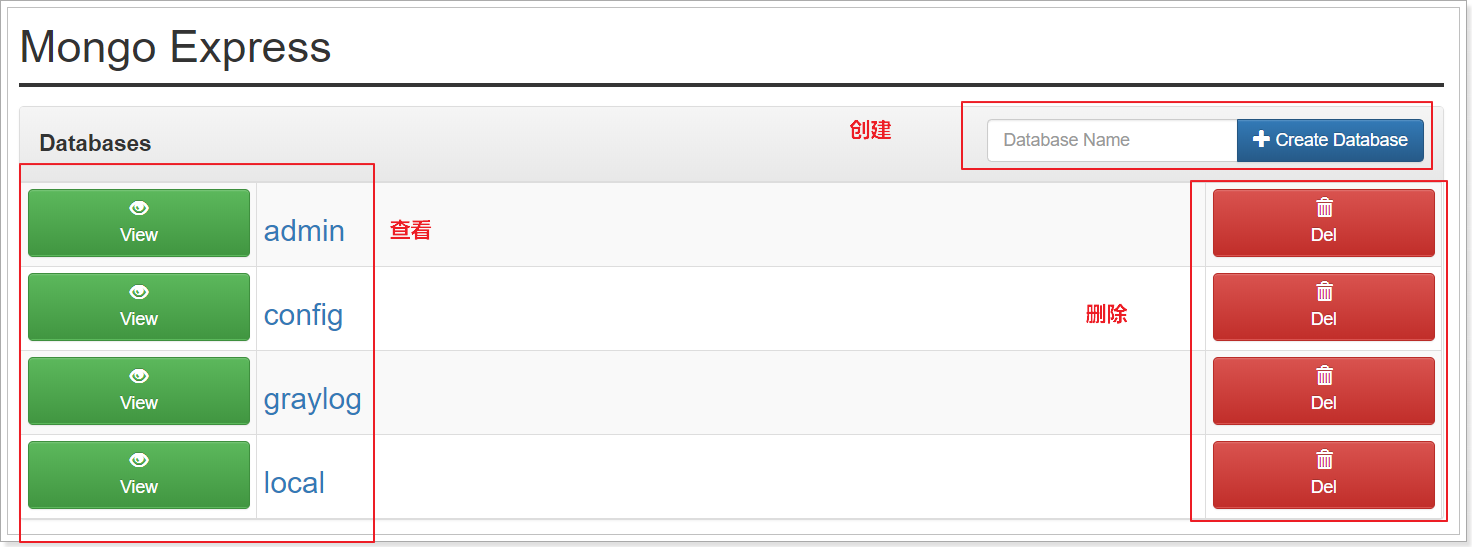 Mongo Express
Databases
创建
Database Name
Create Database
View
admin
查看
Del
View
config
删除
Del
View
graylog
Del
View
local
Del